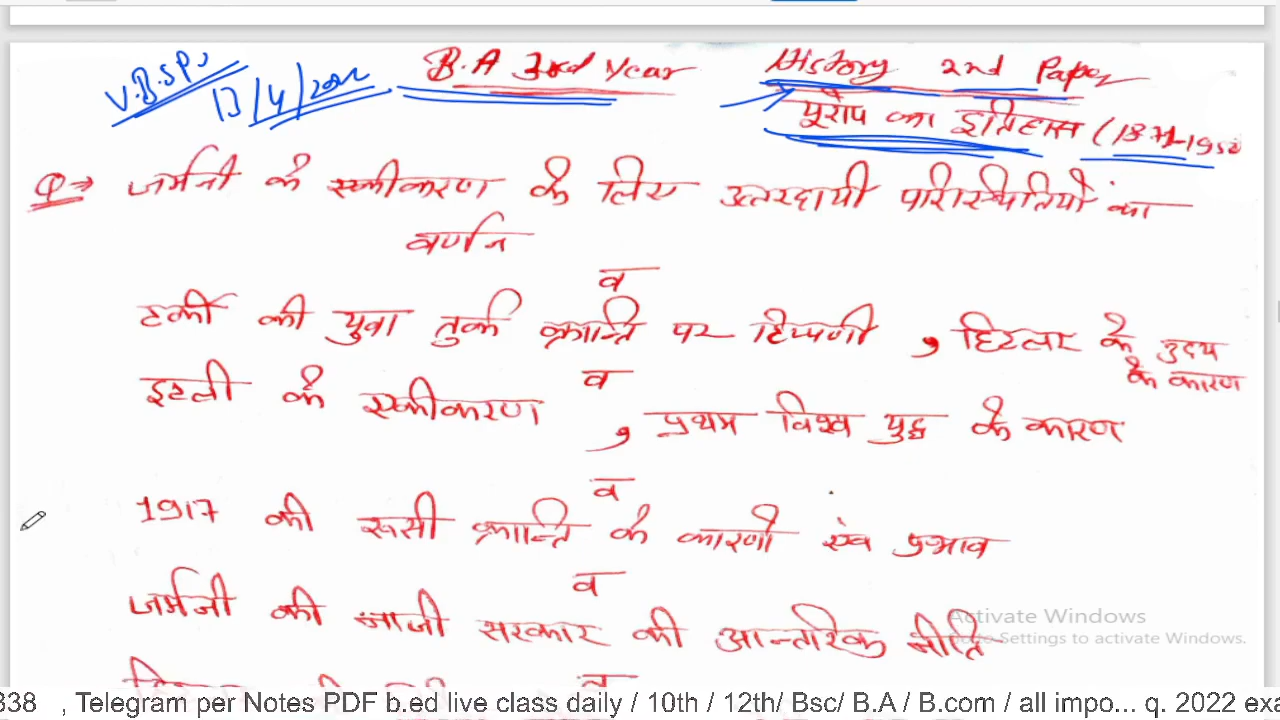 V.B.S.P.U
B.A 3rd Year
History 2nd Paper
13/4/2022
यूरोप का इतिहास (1871-1950
Q⇒ जर्मनी के एकीकरण के लिए उत्तरदायी परिस्थितियों का
वर्णन
व
टर्की की युवा तुर्क क्रान्ति पर टिप्पणी , हिटलर के उदय
के कारण
व
इटली के एकीकरण , प्रथम विश्व युद्ध के कारण
व
1917 की रूसी क्रान्ति के कारणों एंव प्रभाव
व
जर्मनी की नाजी सरकार की आन्तरिक नीति
व
Activate Windows
Go to Settings to activate Windows.
338 , Telegram per Notes PDF b.ed live class daily / 10th / 12th/ Bsc/ B.A / B.com / all impo... q. 2022 exa